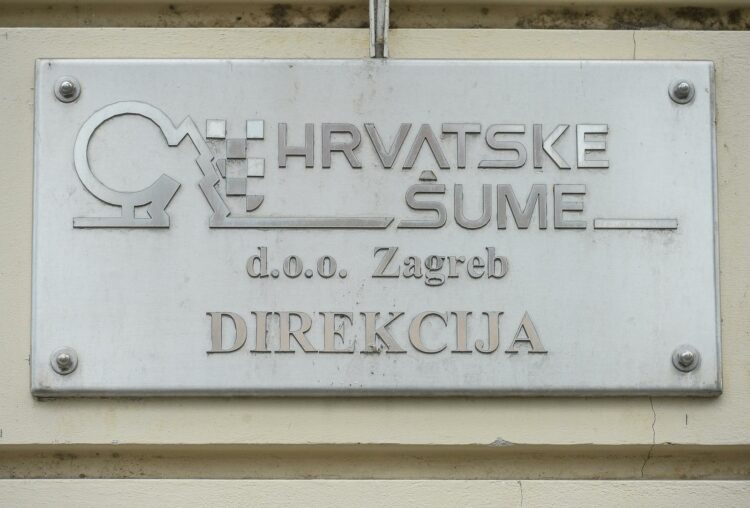 HRVATSKE
ŠUME
d.o.o. Zagreb
DIREKCIJA